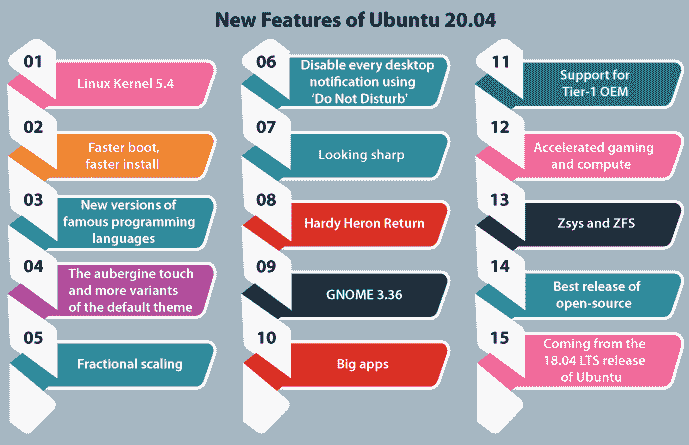 New Features of Ubuntu 20.04
01
Linux Kernel 5.4
02
Faster boot,
faster install
03
New versions of
famous programming
languages
04
The aubergine touch
and more variants
of the default theme
05
Fractional scaling
06
Disable every desktop
notification using
‘Do Not Disturb’
07
Looking sharp
08
Hardy Heron Return
09
GNOME 3.36
10
Big apps
11
Support for
Tier-1 OEM
12
Accelerated gaming
and compute
13
Zsys and ZFS
14
Best release of
open-source
15
Coming from the
18.04 LTS release
of Ubuntu